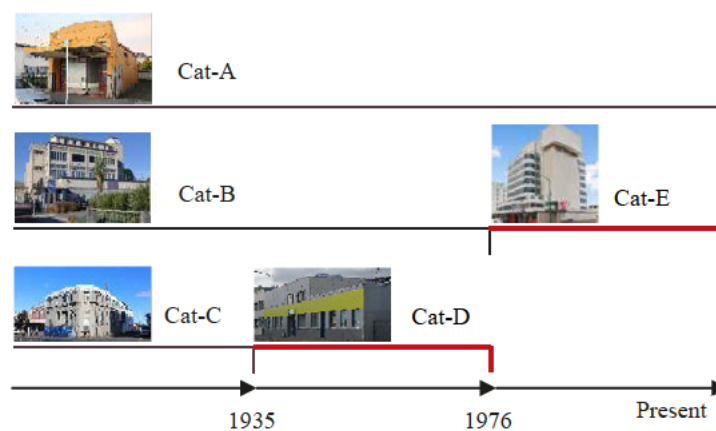 Cat-A
Cat-B
Cat-E
Cat-C
Cat-D
1935
1976
Present